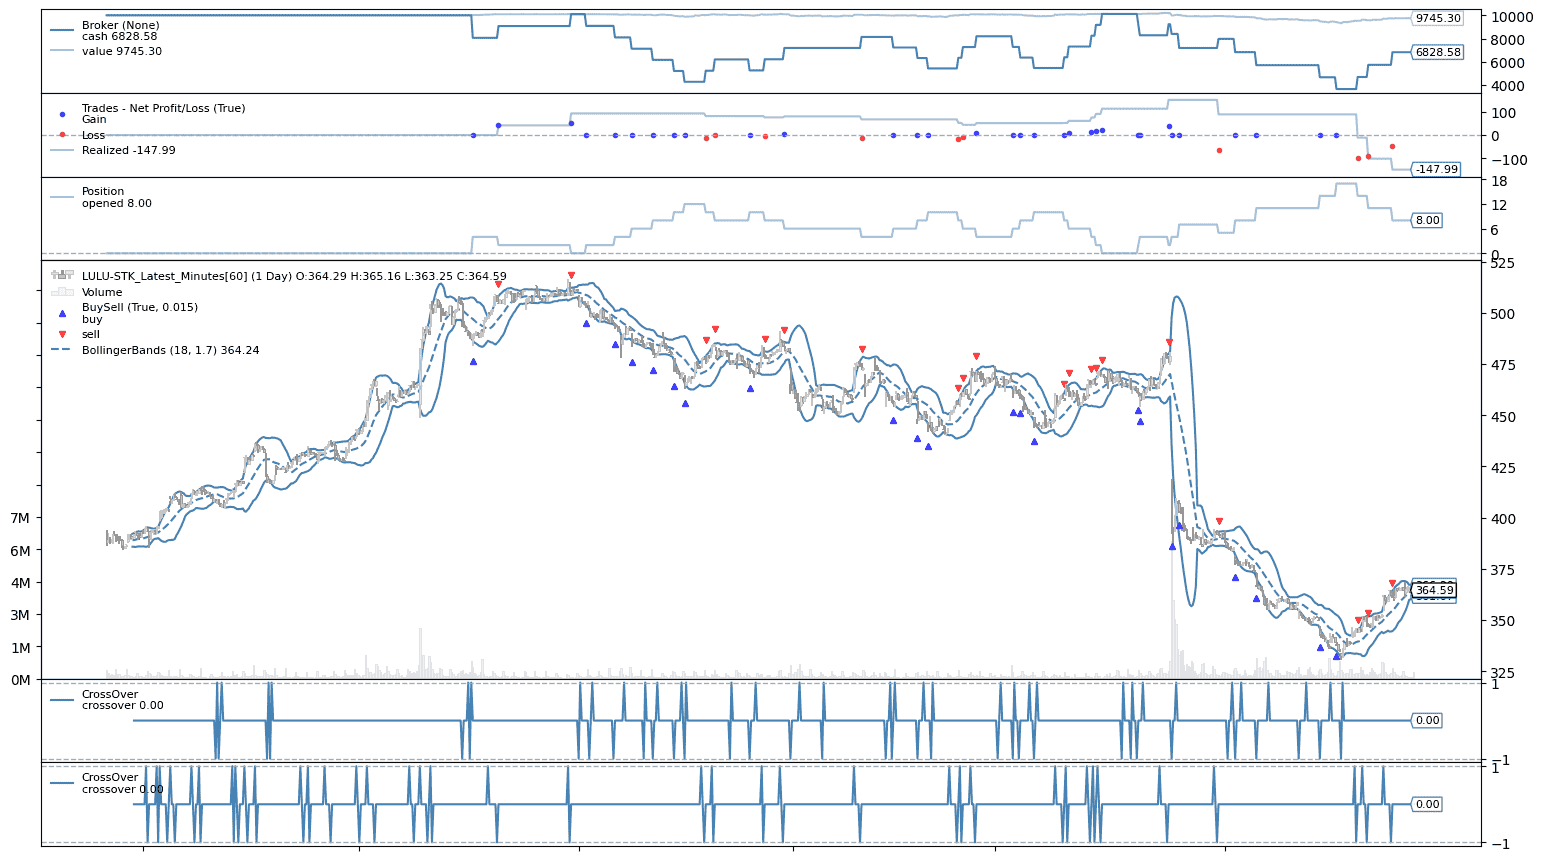 Broker (None)
cash 6828.58
value 9745.30
9745.30
6828.58
10000
8000
6000
4000
Trades - Net Profit/Loss (True)
Gain
Loss
Realized -147.99
-147.99
100
0
−100
Position
opened 8.00
8.00
18
12
6
0
LULU-STK_Latest_Minutes[60] (1 Day) O:364.29 H:365.16 L:363.25 C:364.59
Volume
BuySell (True, 0.015)
buy
sell
BollingerBands (18, 1.7) 364.24
525
500
475
450
425
400
375
350
325
364.59
7M
6M
4M
3M
1M
0M
CrossOver
crossover 0.00
0.00
1
−1
CrossOver
crossover 0.00
0.00
1
−1